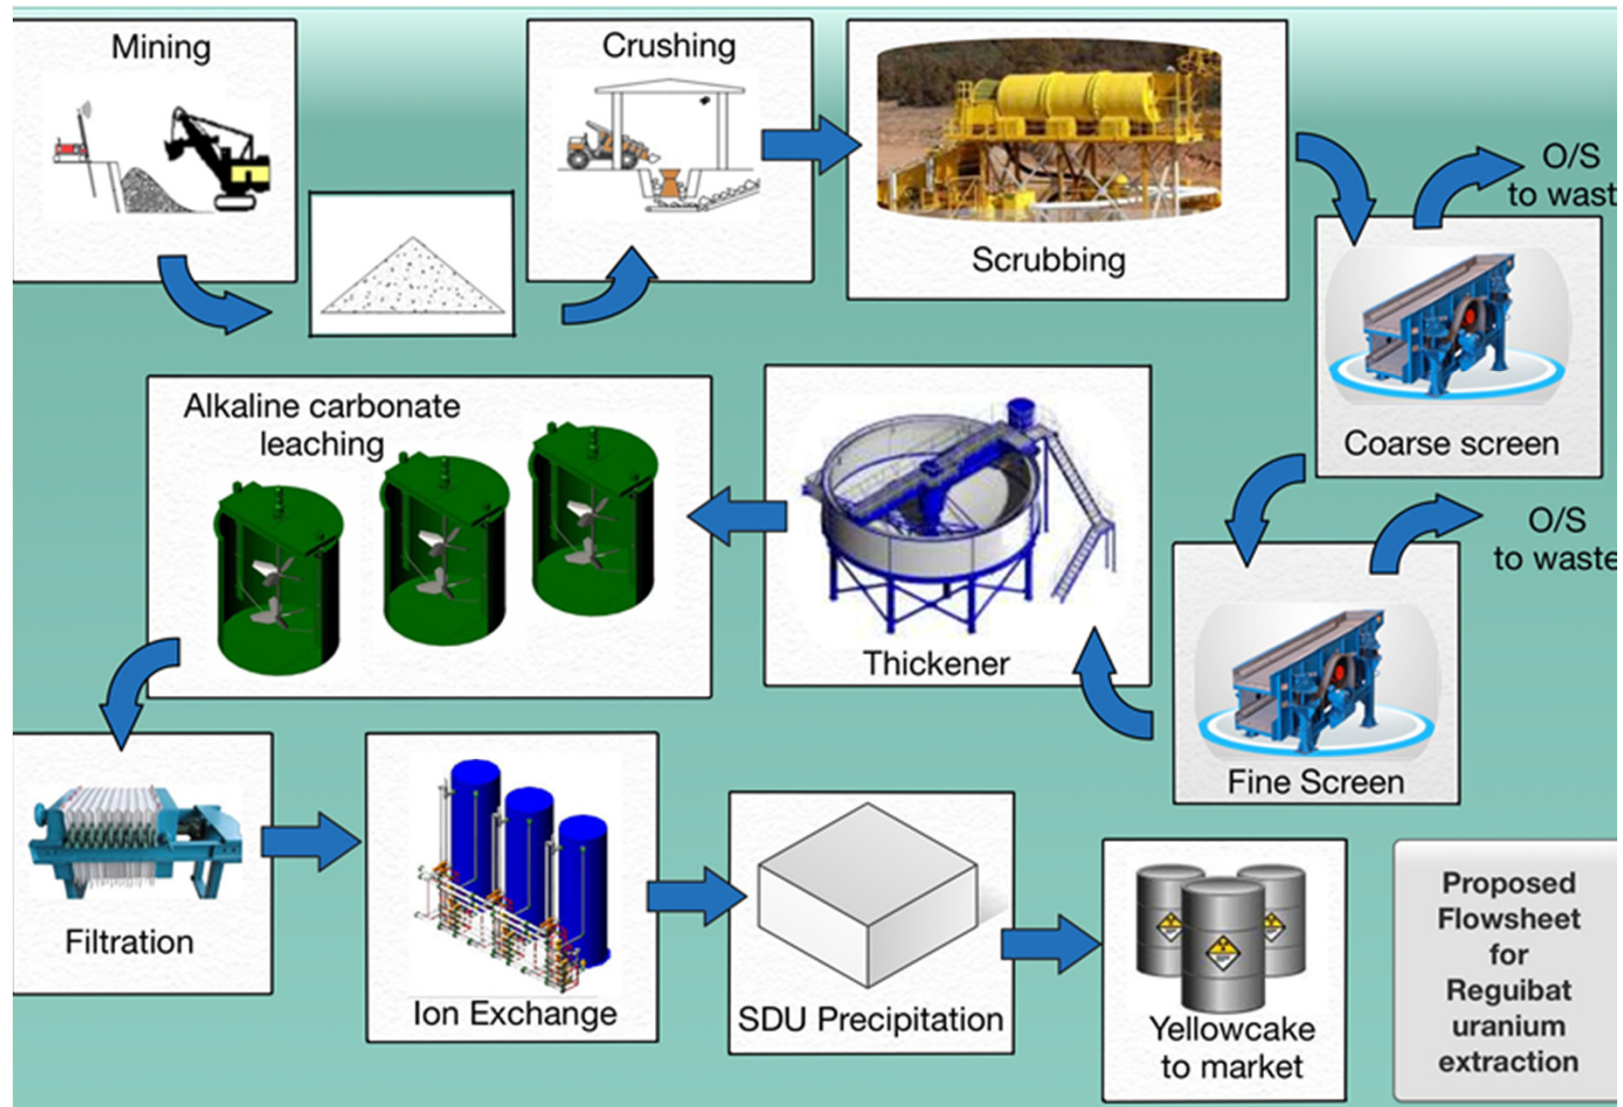 Mining
Crushing
Scrubbing
O/S
to wast
Coarse screen
Alkaline carbonate
leaching
Thickener
O/S
to waste
Fine Screen
Filtration
Ion Exchange
SDU Precipitation
Yellowcake
to market
Proposed
Flowsheet
for
Reguibat
uranium
extraction